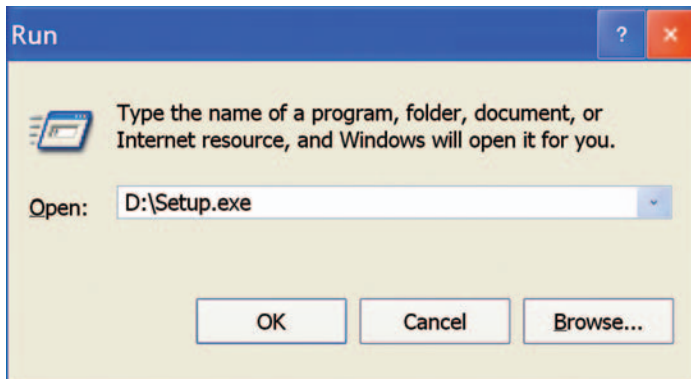 Run
?
Type the name of a program, folder, document, or
Internet resource, and Windows will open it for you.
Open: D:\Setup.exe
OK Cancel Browse...